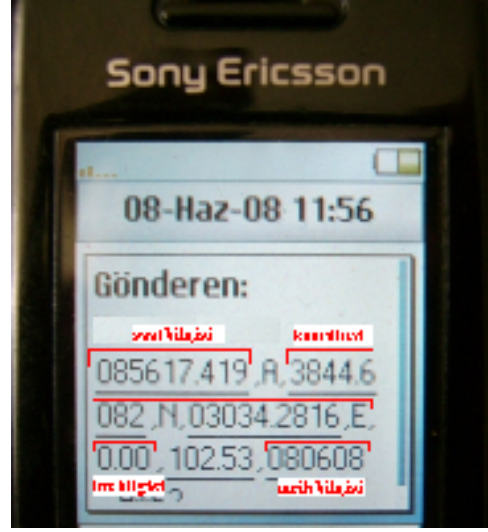 Sony Ericsson
08-Haz-08 11:56
Gönderen:
085617.419,A,3844.6
082,N,03034.2816,E,
0.00,102.53,080608